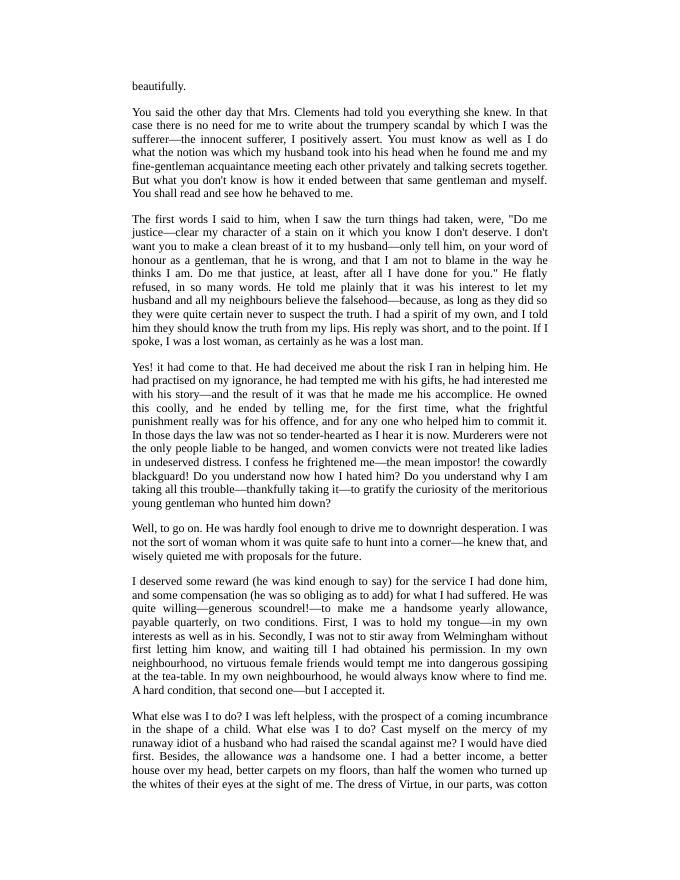 beautifully.
You said the other day that Mrs. Clements had told you everything she knew. In that
case there is no need for me to write about the trumpery scandal by which I was the
sufferer—the innocent sufferer, I positively assert. You must know as well as I do
what the notion was which my husband took into his head when he found me and my
fine-gentleman acquaintance meeting each other privately and talking secrets together.
But what you don't know is how it ended between that same gentleman and myself.
You shall read and see how he behaved to me.
The first words I said to him, when I saw the turn things had taken, were, "Do me
justice—clear my character of a stain on it which you know I don't deserve. I don't
want you to make a clean breast of it to my husband—only tell him, on your word of
honour as a gentleman, that he is wrong, and that I am not to blame in the way he
thinks I am. Do me that justice, at least, after all I have done for you." He flatly
refused, in so many words. He told me plainly that it was his interest to let my
husband and all my neighbours believe the falsehood—because, as long as they did so
they were quite certain never to suspect the truth. I had a spirit of my own, and I told
him they should know the truth from my lips. His reply was short, and to the point. If I
spoke, I was a lost woman, as certainly as he was a lost man.
Yes! it had come to that. He had deceived me about the risk I ran in helping him. He
had practised on my ignorance, he had tempted me with his gifts, he had interested me
with his story—and the result of it was that he made me his accomplice. He owned
this coolly, and he ended by telling me, for the first time, what the frightful
punishment really was for his offence, and for any one who helped him to commit it.
In those days the law was not so tender-hearted as I hear it is now. Murderers were not
the only people liable to be hanged, and women convicts were not treated like ladies
in undeserved distress. I confess he frightened me—the mean impostor! the cowardly
blackguard! Do you understand now how I hated him? Do you understand why I am
taking all this trouble—thankfully taking it—to gratify the curiosity of the meritorious
young gentleman who hunted him down?
Well, to go on. He was hardly fool enough to drive me to downright desperation. I was
not the sort of woman whom it was quite safe to hunt into a corner—he knew that, and
wisely quieted me with proposals for the future.
I deserved some reward (he was kind enough to say) for the service I had done him,
and some compensation (he was so obliging as to add) for what I had suffered. He was
quite willing—generous scoundrel!—to make me a handsome yearly allowance,
payable quarterly, on two conditions. First, I was to hold my tongue—in my own
interests as well as in his. Secondly, I was not to stir away from Welmingham without
first letting him know, and waiting till I had obtained his permission. In my own
neighbourhood, no virtuous female friends would tempt me into dangerous gossiping
at the tea-table. In my own neighbourhood, he would always know where to find me.
A hard condition, that second one—but I accepted it.
What else was I to do? I was left helpless, with the prospect of a coming incumbrance
in the shape of a child. What else was I to do? Cast myself on the mercy of my
runaway idiot of a husband who had raised the scandal against me? I would have died
first. Besides, the allowance was a handsome one. I had a better income, a better
house over my head, better carpets on my floors, than half the women who turned up
the whites of their eyes at the sight of me. The dress of Virtue, in our parts, was cotton